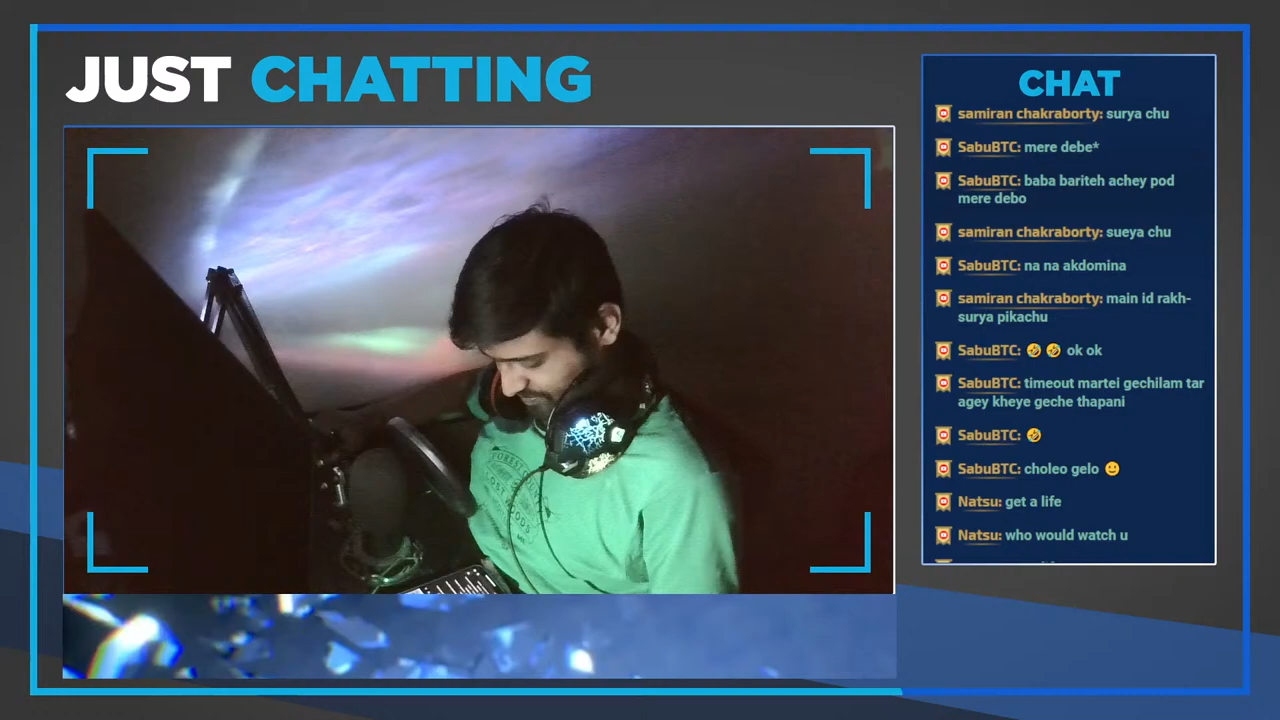 JUST CHATTING
CHAT
samiran chakraborty: surya chu
SabuBTC: mere debe*
SabuBTC: baba bariteh achey pod
mere debo
samiran chakraborty: sueya chu
SabuBTC: na na akdomina
samiran chakraborty: main id rakh-
surya pikachu
SabuBTC: 🤣 🤣 ok ok
SabuBTC: timeout martei gechilam tar
agey kheye geche thapani
SabuBTC: 🤣
SabuBTC: choleo gelo 🙂
Natsu: get a life
Natsu: who would watch u